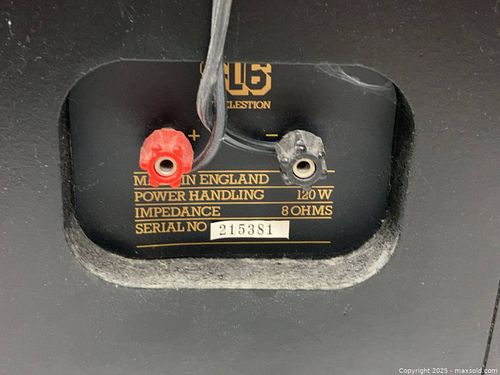 SL6
CELESTION
+ −
MADE IN ENGLAND
POWER HANDLING 120 W
IMPEDANCE 8 OHMS
SERIAL NO 215381
Copyright © 2025 - maxsold.com